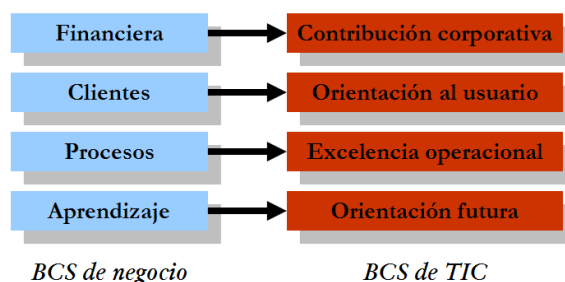 Financiera Contribución corporativa
Clientes Orientación al usuario
Procesos Excelencia operacional
Aprendizaje Orientación futura
BCS de negocio BCS de TIC